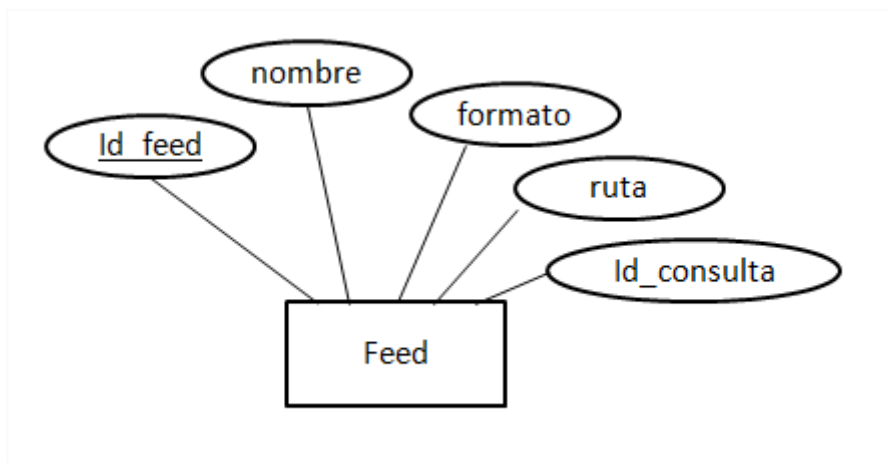 nombre
formato
Id_feed
ruta
Id_consulta
Feed